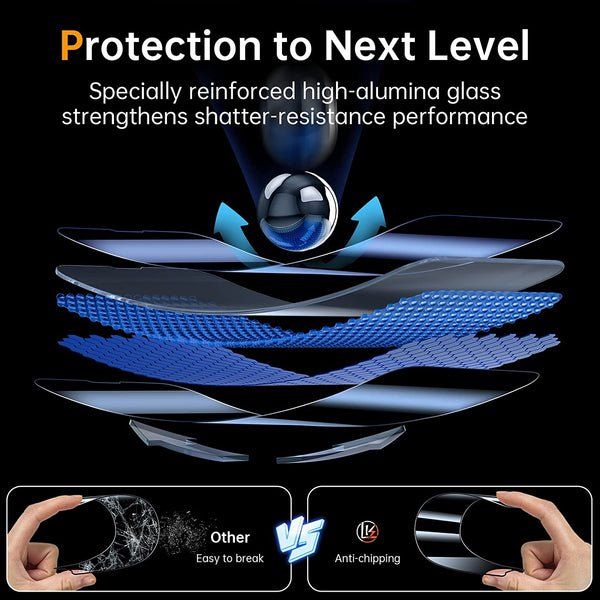 Protection to Next Level
Specially reinforced high-alumina glass
strengthens shatter-resistance performance
Other
Easy to break
VS
Anti-chipping